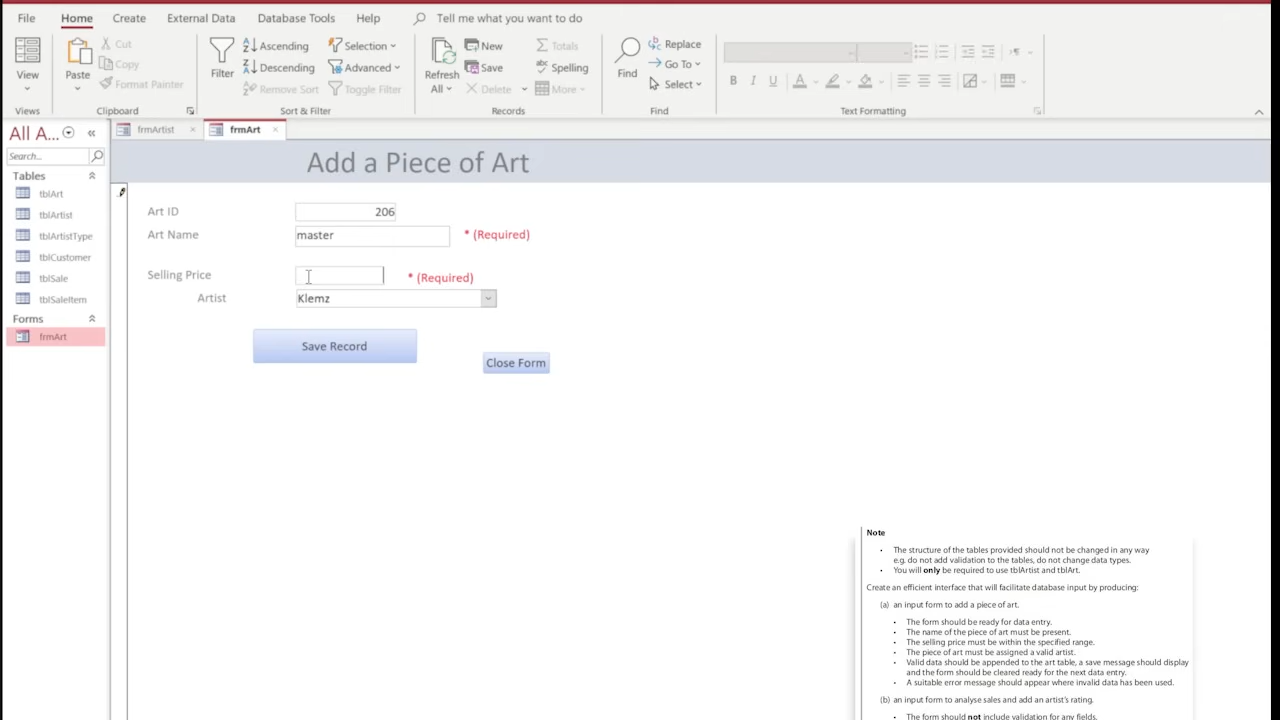 File Home Create External Data Database Tools Help Tell me what you want to do
View
Views
Paste
Cut
Copy
Format Painter
Clipboard
Filter
Ascending
Descending
Remove Sort
Selection
Advanced
Toggle Filter
Sort & Filter
Refresh
All
New
Save
Delete
Totals
Spelling
More
Records
Find
Replace
Go To
Select
Find
B I U A
Text Formatting
All A...
frmArtist
frmArt
Search...
Add a Piece of Art
Tables
tblArt
tblArtist
tblArtistType
tblCustomer
tblSale
tblSaleItem
Forms
frmArt
Art ID 206
Art Name master * (Required)
Selling Price * (Required)
Artist Klemz
Save Record
Close Form
Note
• The structure of the tables provided should not be changed in any way
e.g. do not add validation to the tables, do not change data types.
• You will only be required to use tblArtist and tblArt.
Create an efficient interface that will facilitate database input by producing:
(a) an input form to add a piece of art.
• The form should be ready for data entry.
• The name of the piece of art must be present.
• The selling price must be within the specified range.
• The piece of art must be assigned a valid artist.
• Valid data should be appended to the art table, a save message should display
and the form should be cleared ready for the next data entry.
• A suitable error message should appear where invalid data has been used.
(b) an input form to analyse sales and add an artist's rating.
• The form should not include validation for any fields.